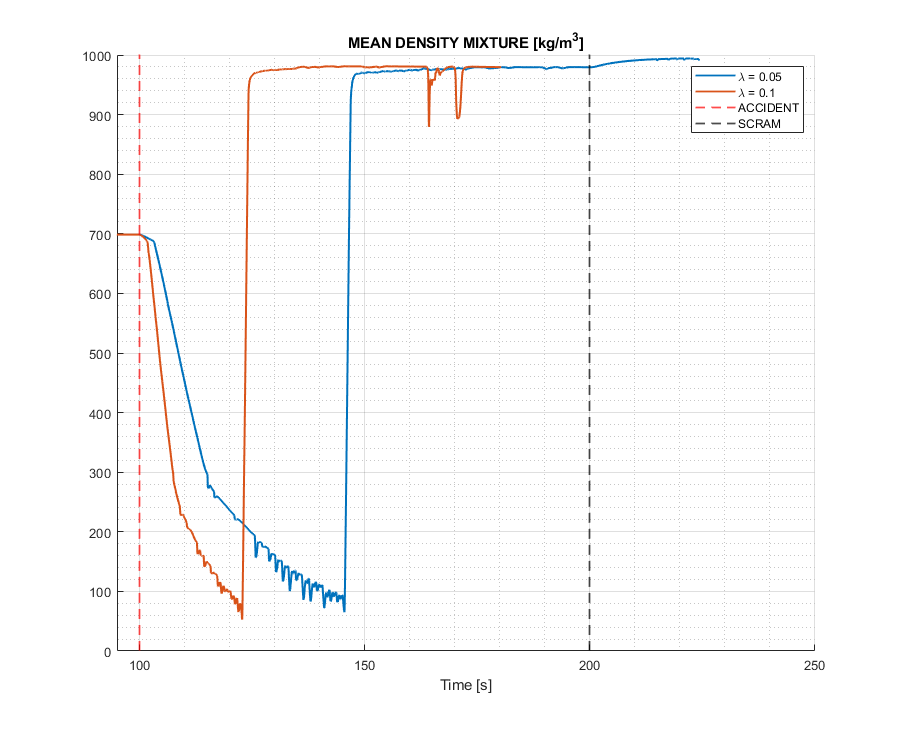 MEAN DENSITY MIXTURE [kg/m³]
1000
900
800
700
600
500
400
300
200
100
0
λ = 0.05
λ = 0.1
ACCIDENT
SCRAM
100 150 200 250
Time [s]